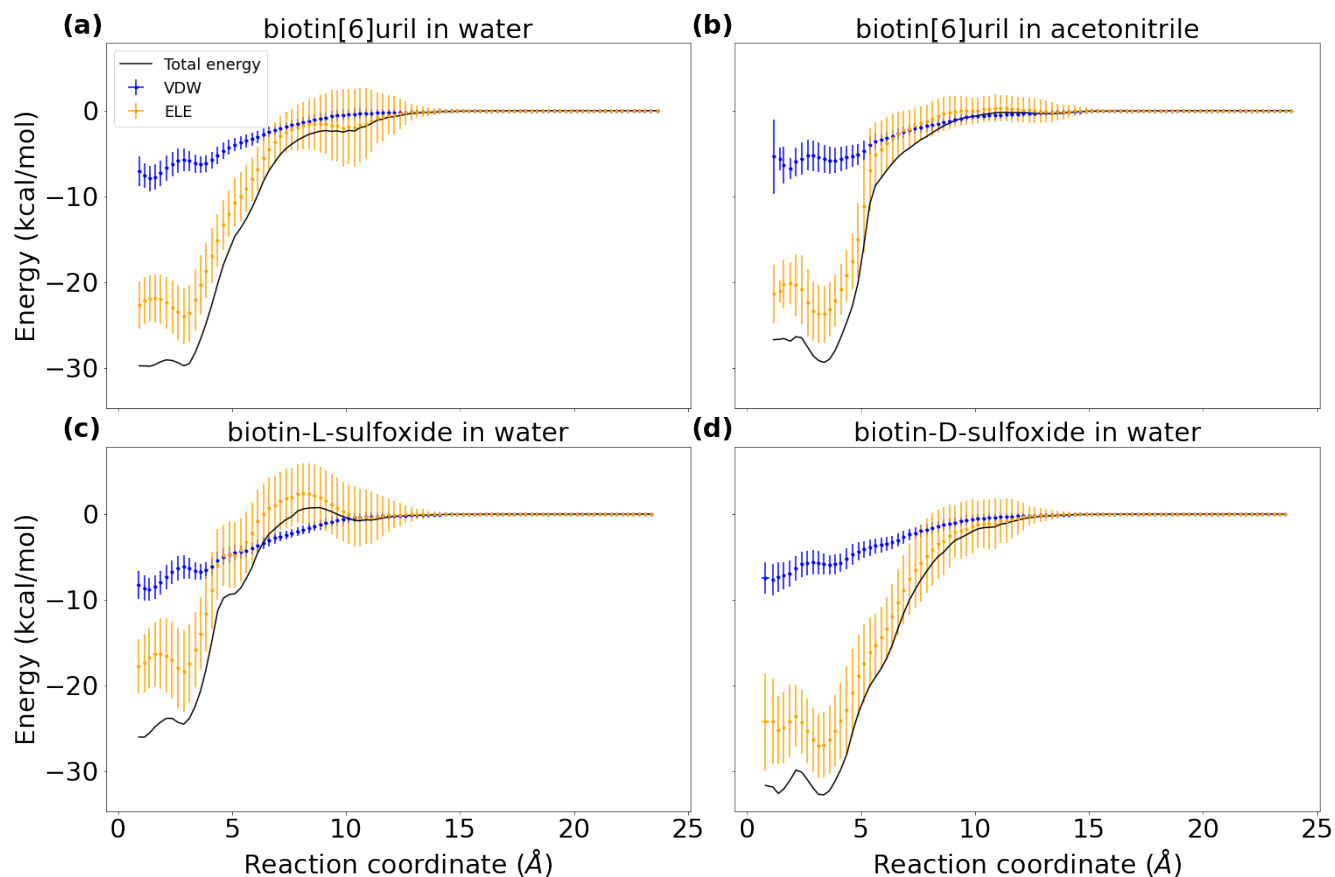 (a) biotin[6]uril in water
(b) biotin[6]uril in acetonitrile
Total energy
VDW
ELE
Energy (kcal/mol)
0
−10
−20
−30
(c) biotin-L-sulfoxide in water
(d) biotin-D-sulfoxide in water
Energy (kcal/mol)
0
−10
−20
−30
0 5 10 15 20 25
0 5 10 15 20 25
Reaction coordinate (Å)
Reaction coordinate (Å)